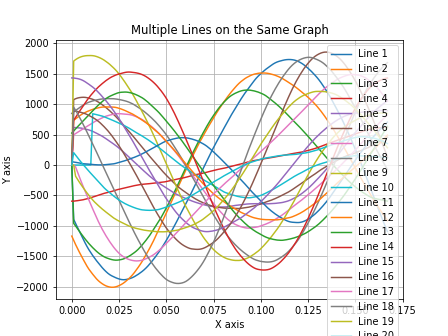 Multiple Lines on the Same Graph
Y axis
2000
1500
1000
500
0
−500
−1000
−1500
−2000
0.000
0.025
0.050
0.075
0.100
0.125
0.175
X axis
Line 1
Line 2
Line 3
Line 4
Line 5
Line 6
Line 7
Line 8
Line 9
Line 10
Line 11
Line 12
Line 13
Line 14
Line 15
Line 16
Line 17
Line 18
Line 19
Line 20